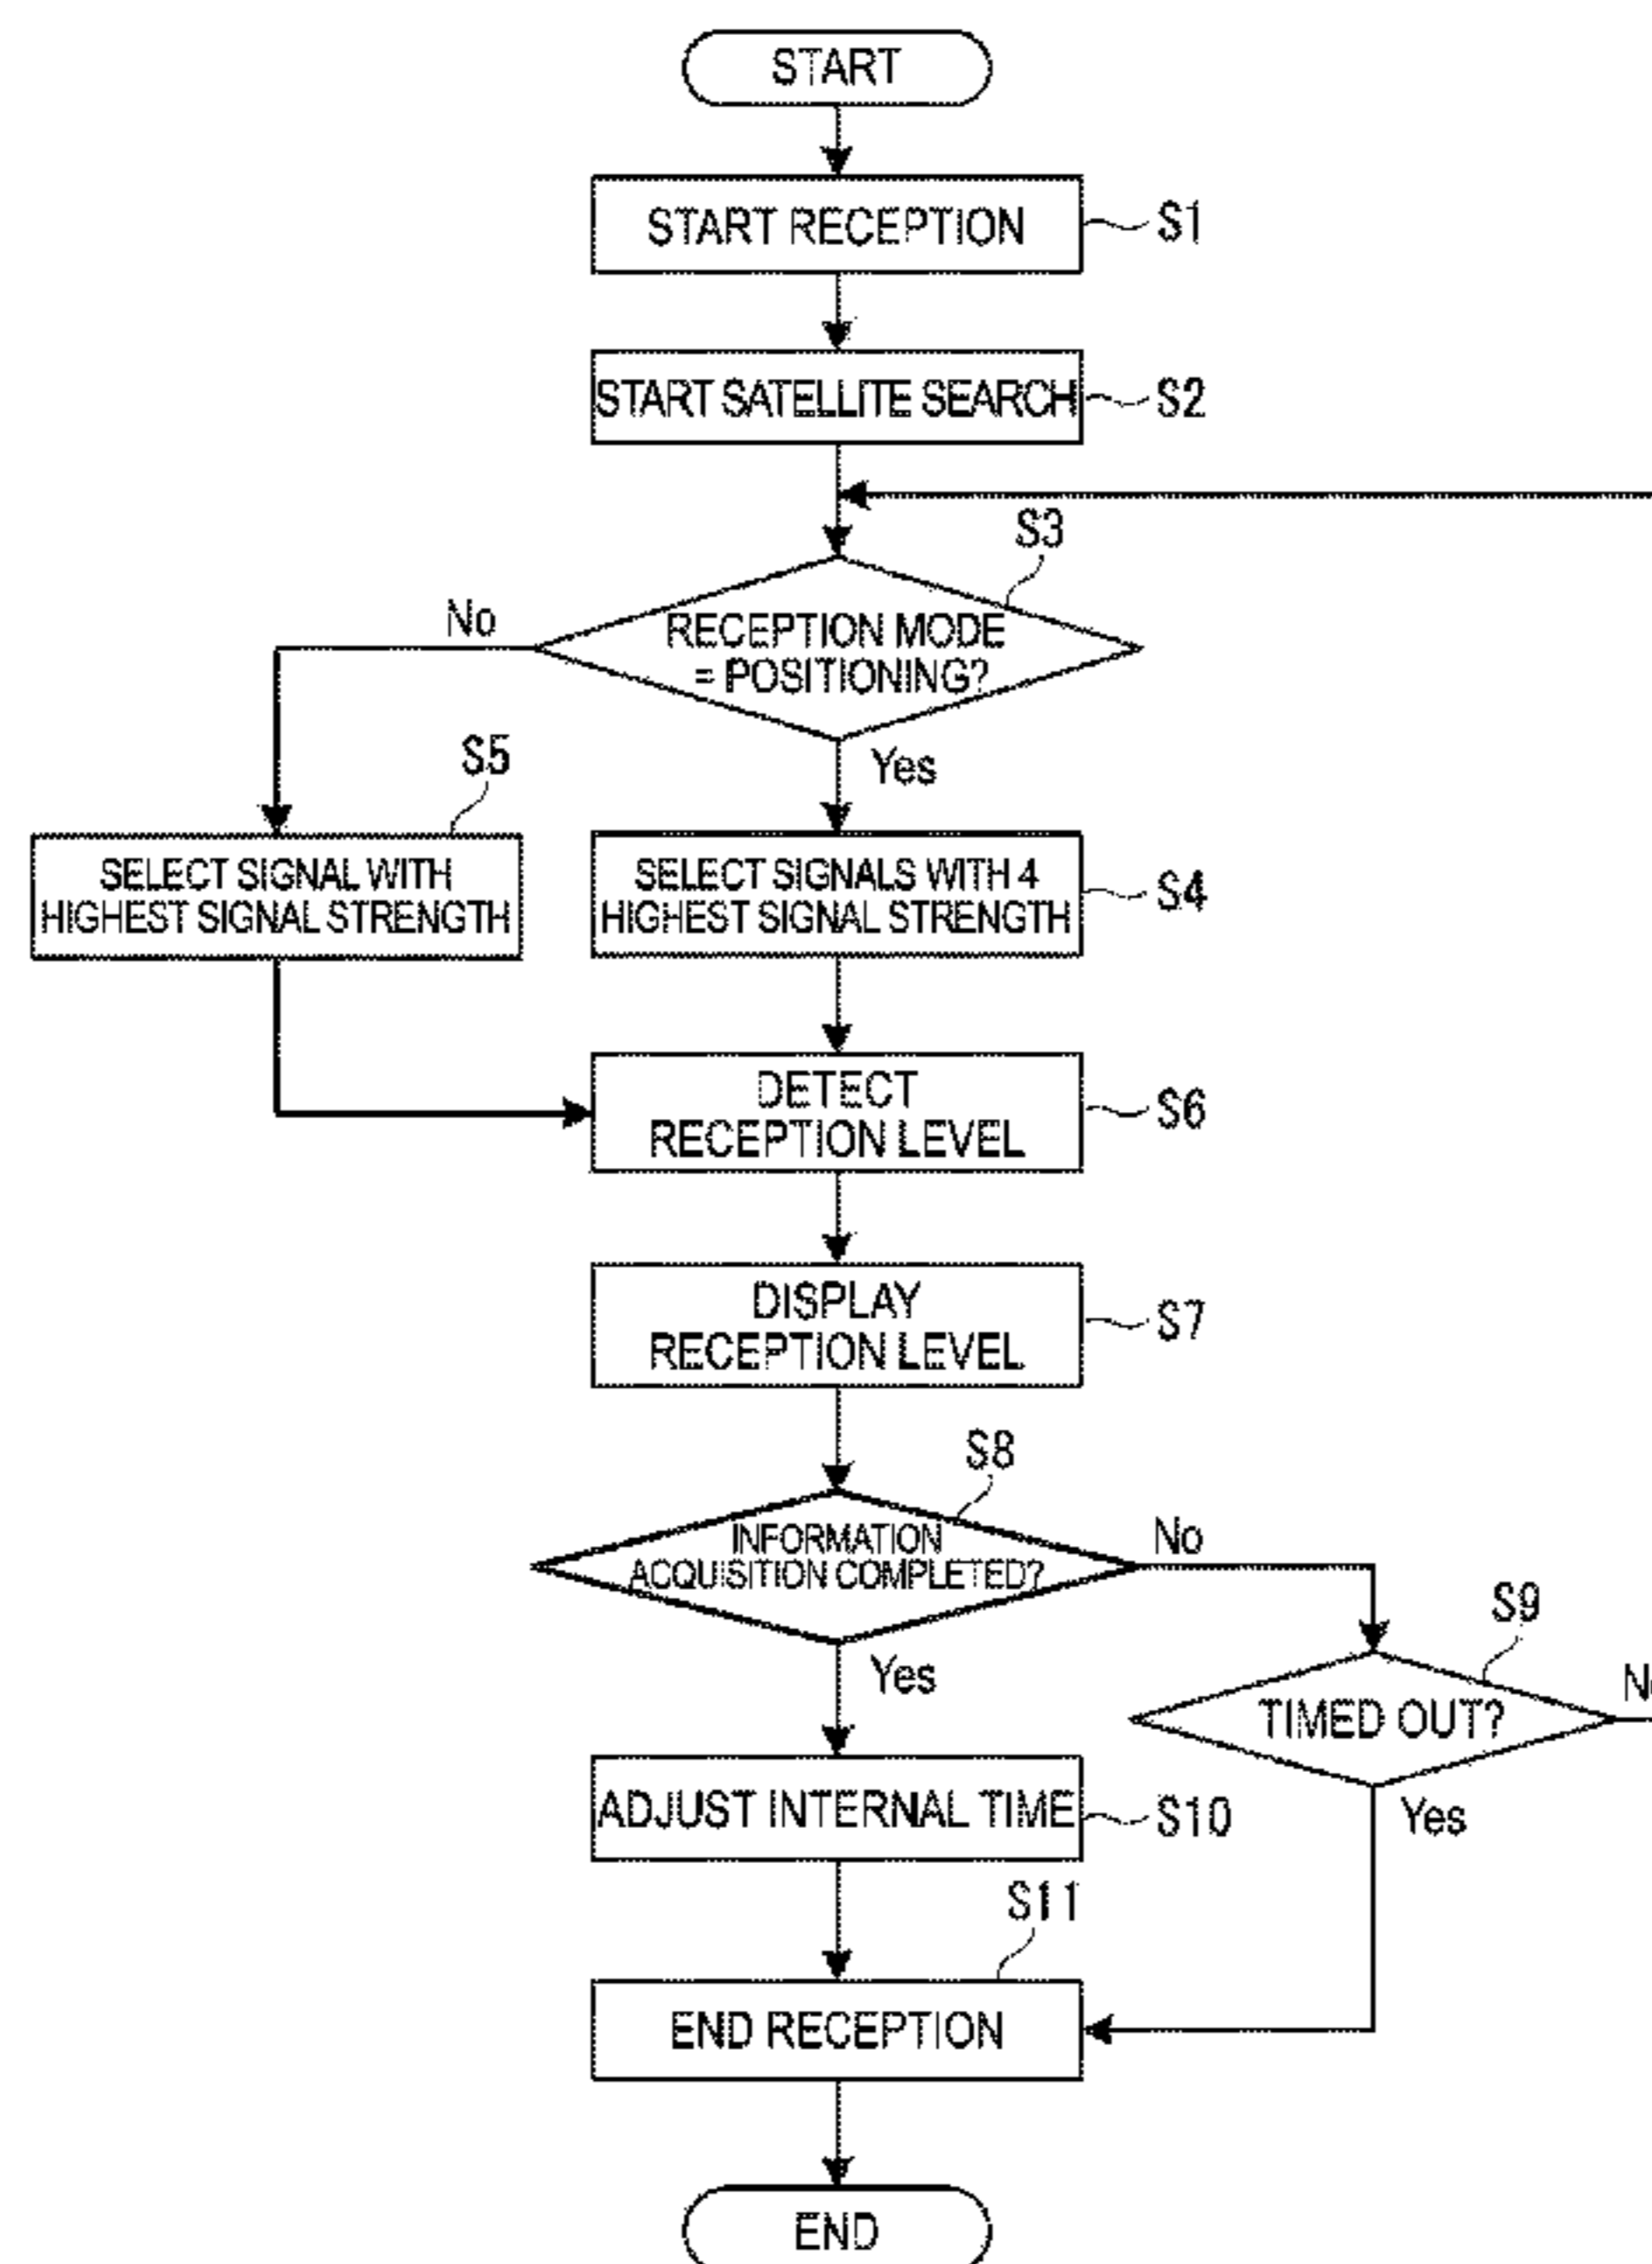 START
START RECEPTION
S1
START SATELLITE SEARCH
S2
S3
RECEPTION MODE
= POSITIONING?
No
Yes
S5
SELECT SIGNAL WITH
HIGHEST SIGNAL STRENGTH
SELECT SIGNALS WITH 4
HIGHEST SIGNAL STRENGTH
S4
DETECT
RECEPTION LEVEL
S6
DISPLAY
RECEPTION LEVEL
S7
S8
INFORMATION
ACQUISITION COMPLETED?
No
Yes
S9
TIMED OUT?
Yes
ADJUST INTERNAL TIME
S10
S11
END RECEPTION
END